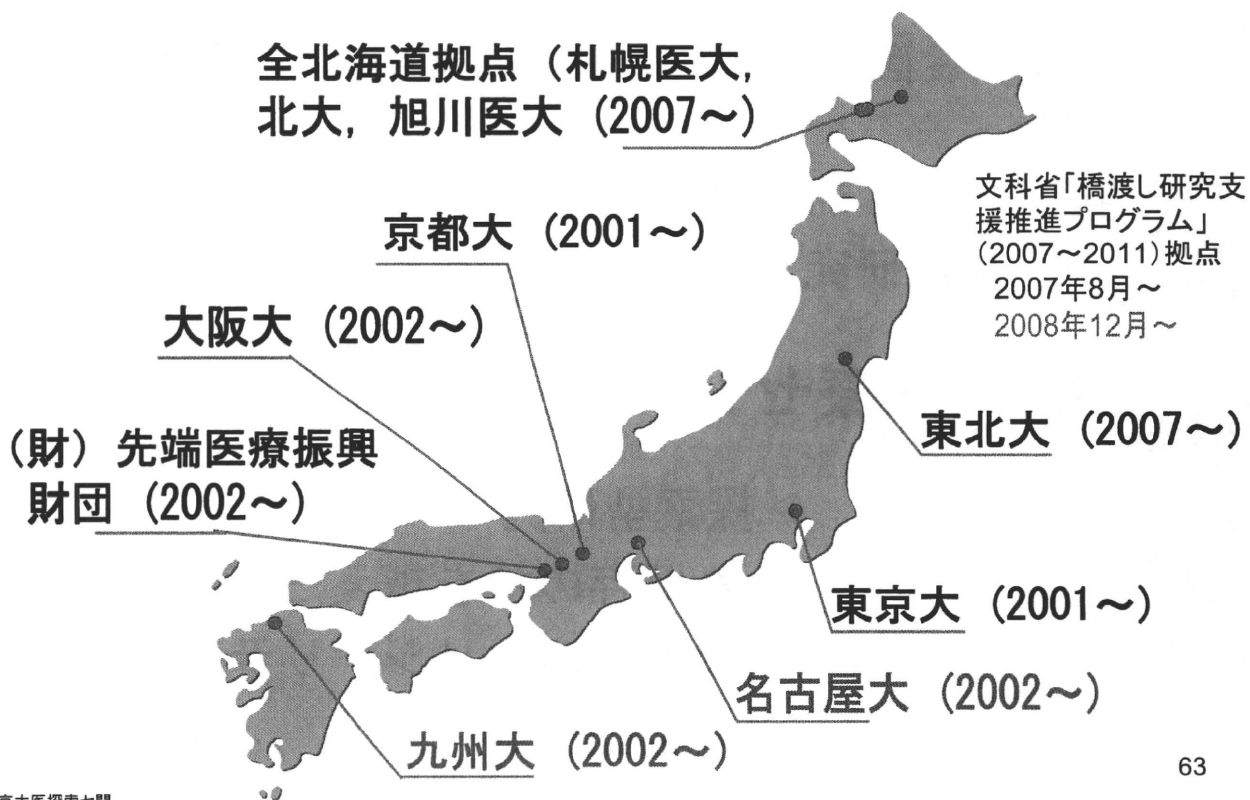 全北海道拠点（札幌医大,
北大, 旭川医大（2007～）
文科省「橋渡し研究支
援推進プログラム」
（2007～2011）拠点
2007年8月～
2008年12月～
京都大（2001～）
大阪大（2002～）
（財）先端医療振興
財団（2002～）
東北大（2007～）
東京大（2001～）
名古屋大（2002～）
九州大（2002～）
63